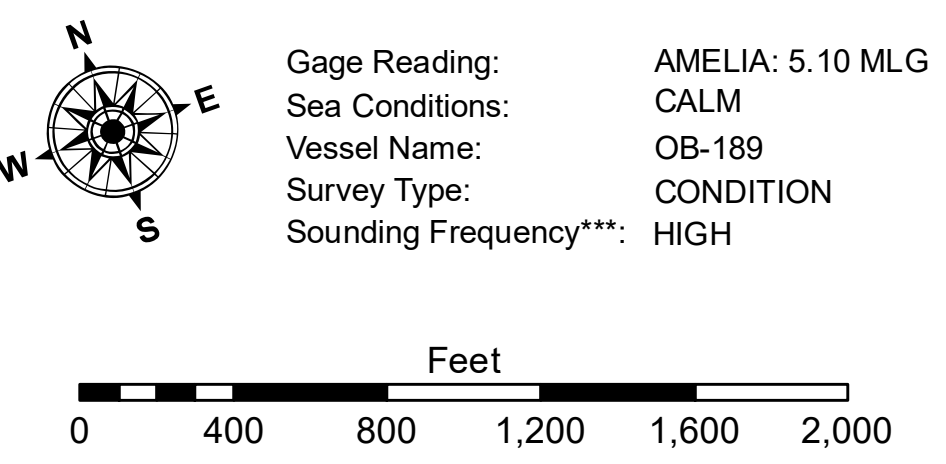 N
E
W
S
Gage Reading: AMELIA: 5.10 MLG
Sea Conditions: CALM
Vessel Name: OB-189
Survey Type: CONDITION
Sounding Frequency***: HIGH
Feet
0 400 800 1,200 1,600 2,000